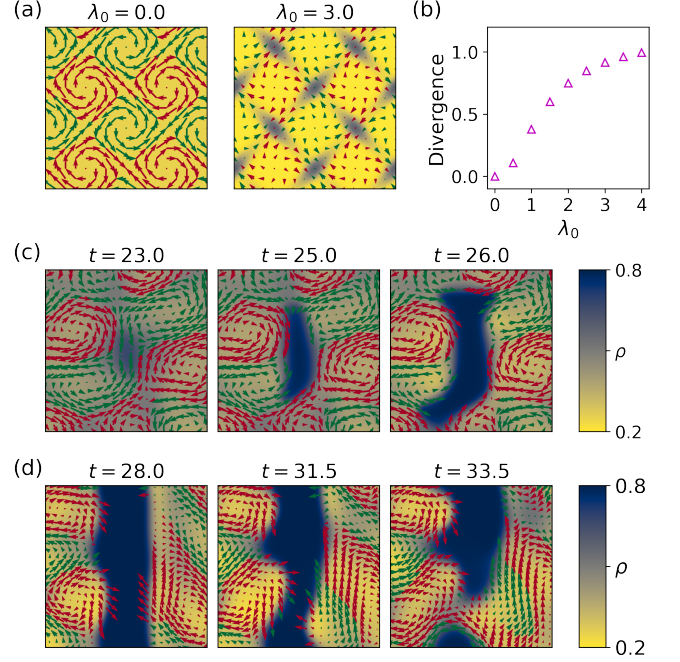 (a)
λ₀ = 0.0
λ₀ = 3.0
(b)
Divergence
1.0
0.5
0.0
0 1 2 3 4
λ₀
(c)
t = 23.0
t = 25.0
t = 26.0
0.8
ρ
0.2
(d)
t = 28.0
t = 31.5
t = 33.5
0.8
ρ
0.2